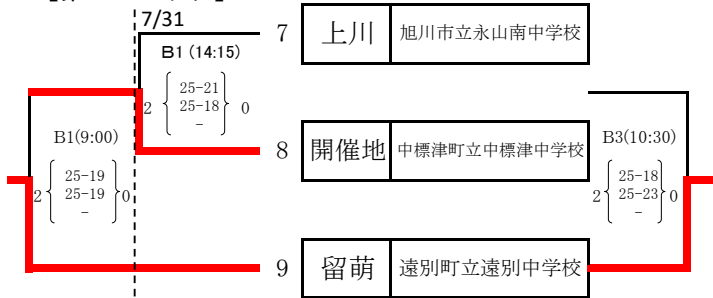 7/31
7 上川 旭川市立永山南中学校
B1 (14:15)
25-21
2 25-18 0
-
B1(9:00)
8 開催地 中標津町立中標津中学校
B3(10:30)
25-19
2 25-19 0
-
25-18
2 25-23 0
-
9 留萌 遠別町立遠別中学校